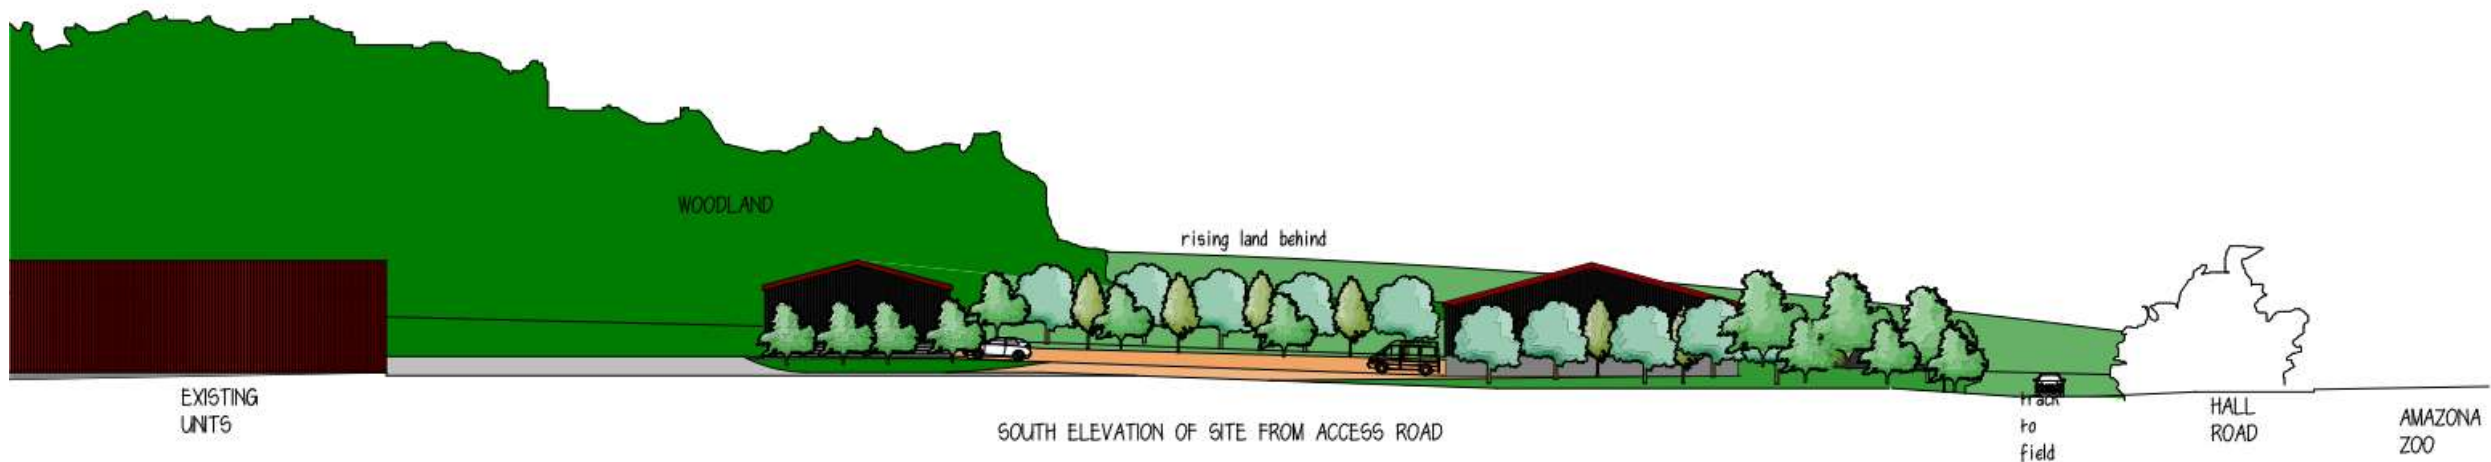 WOODLAND
rising land behind
EXISTING
UNITS
SOUTH ELEVATION OF SITE FROM ACCESS ROAD
track
to
field
HALL
ROAD
AMAZONA
ZOO